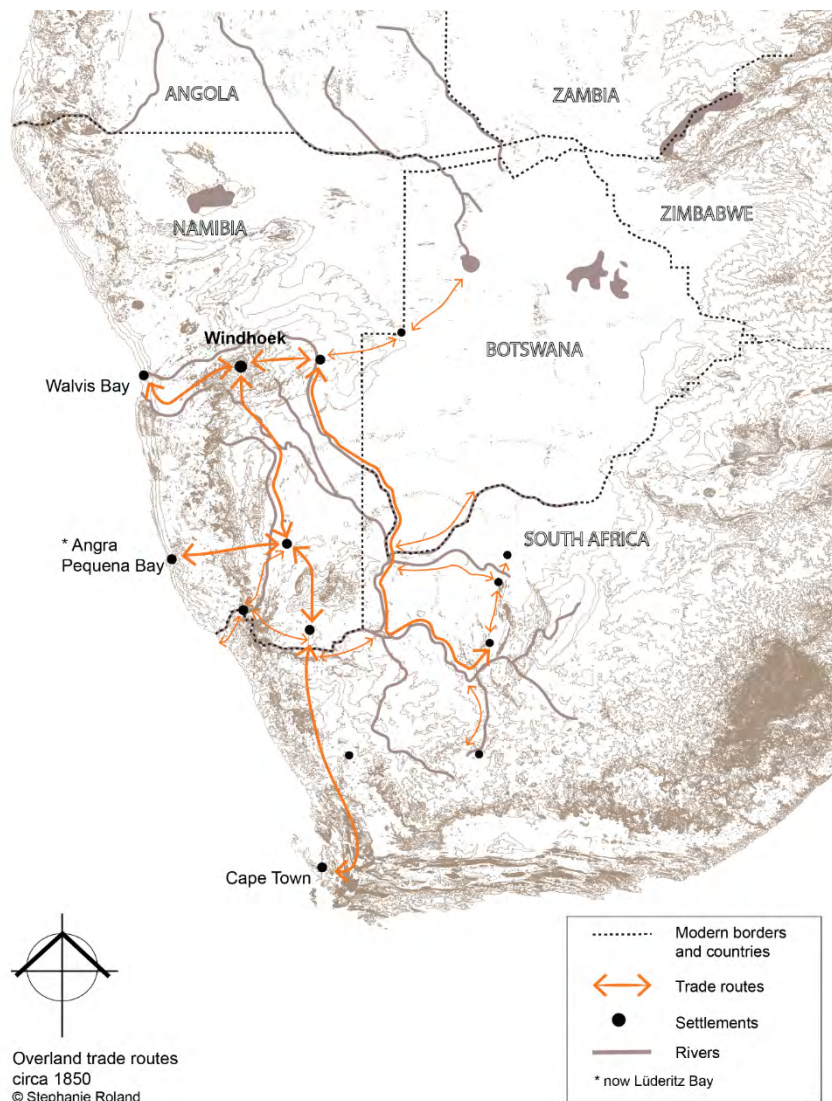 ANGOLA
ZAMBIA
NAMIBIA
ZIMBABWE
Windhoek
BOTSWANA
Walvis Bay
* Angra
Pequena Bay
SOUTH AFRICA
Cape Town
Modern borders
and countries
Trade routes
Settlements
Rivers
* now Lüderitz Bay
Overland trade routes
circa 1850
© Stephanie Roland